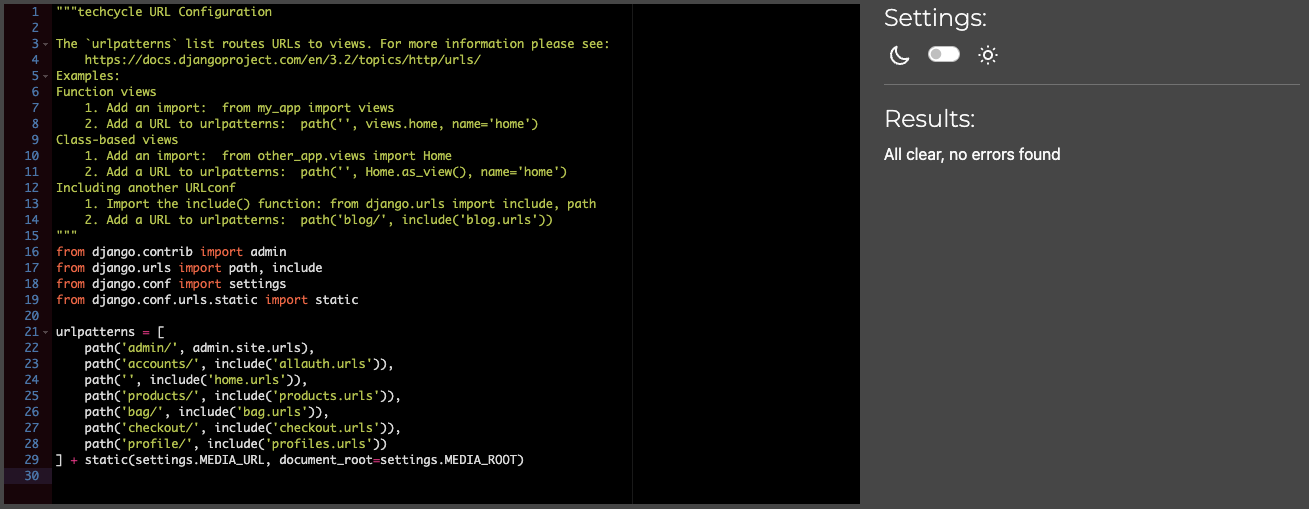 1 """techcycle URL Configuration
2
3 The `urlpatterns` list routes URLs to views. For more information please see:
4     https://docs.djangoproject.com/en/3.2/topics/http/urls/
5 Examples:
6 Function views
7     1. Add an import:  from my_app import views
8     2. Add a URL to urlpatterns:  path('', views.home, name='home')
9 Class-based views
10     1. Add an import:  from other_app.views import Home
11     2. Add a URL to urlpatterns:  path('', Home.as_view(), name='home')
12 Including another URLconf
13     1. Import the include() function: from django.urls import include, path
14     2. Add a URL to urlpatterns:  path('blog/', include('blog.urls'))
15 """
16 from django.contrib import admin
17 from django.urls import path, include
18 from django.conf import settings
19 from django.conf.urls.static import static
20
21 urlpatterns = [
22     path('admin/', admin.site.urls),
23     path('accounts/', include('allauth.urls')),
24     path('', include('home.urls')),
25     path('products/', include('products.urls')),
26     path('bag/', include('bag.urls')),
27     path('checkout/', include('checkout.urls')),
28     path('profile/', include('profiles.urls'))
29 ] + static(settings.MEDIA_URL, document_root=settings.MEDIA_ROOT)
30
Settings:
Results:
All clear, no errors found